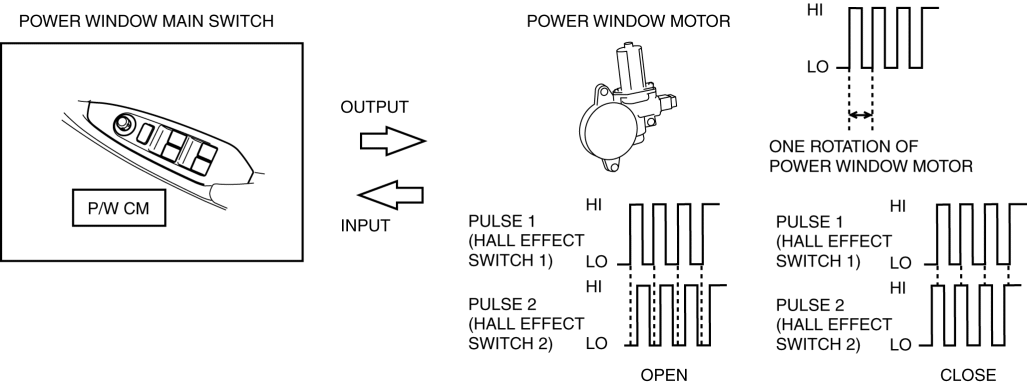 POWER WINDOW MAIN SWITCH
P/W CM
OUTPUT
INPUT
POWER WINDOW MOTOR
HI
LO
ONE ROTATION OF
POWER WINDOW MOTOR
PULSE 1
(HALL EFFECT
SWITCH 1)
HI
LO
PULSE 2
(HALL EFFECT
SWITCH 2)
HI
LO
OPEN
PULSE 1
(HALL EFFECT
SWITCH 1)
HI
LO
PULSE 2
(HALL EFFECT
SWITCH 2)
HI
LO
CLOSE